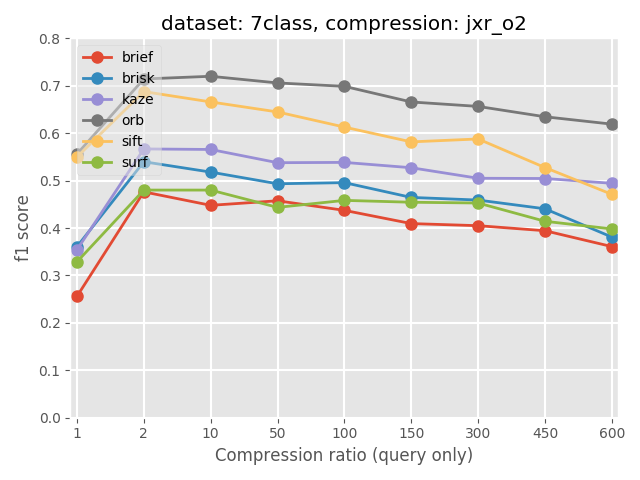 dataset: 7class, compression: jxr_o2
0.8
0.7
0.6
0.5
0.4
0.3
0.2
0.1
0.0
f1 score
brief
brisk
kaze
orb
sift
surf
1 2 10 50 100 150 300 450 600
Compression ratio (query only)